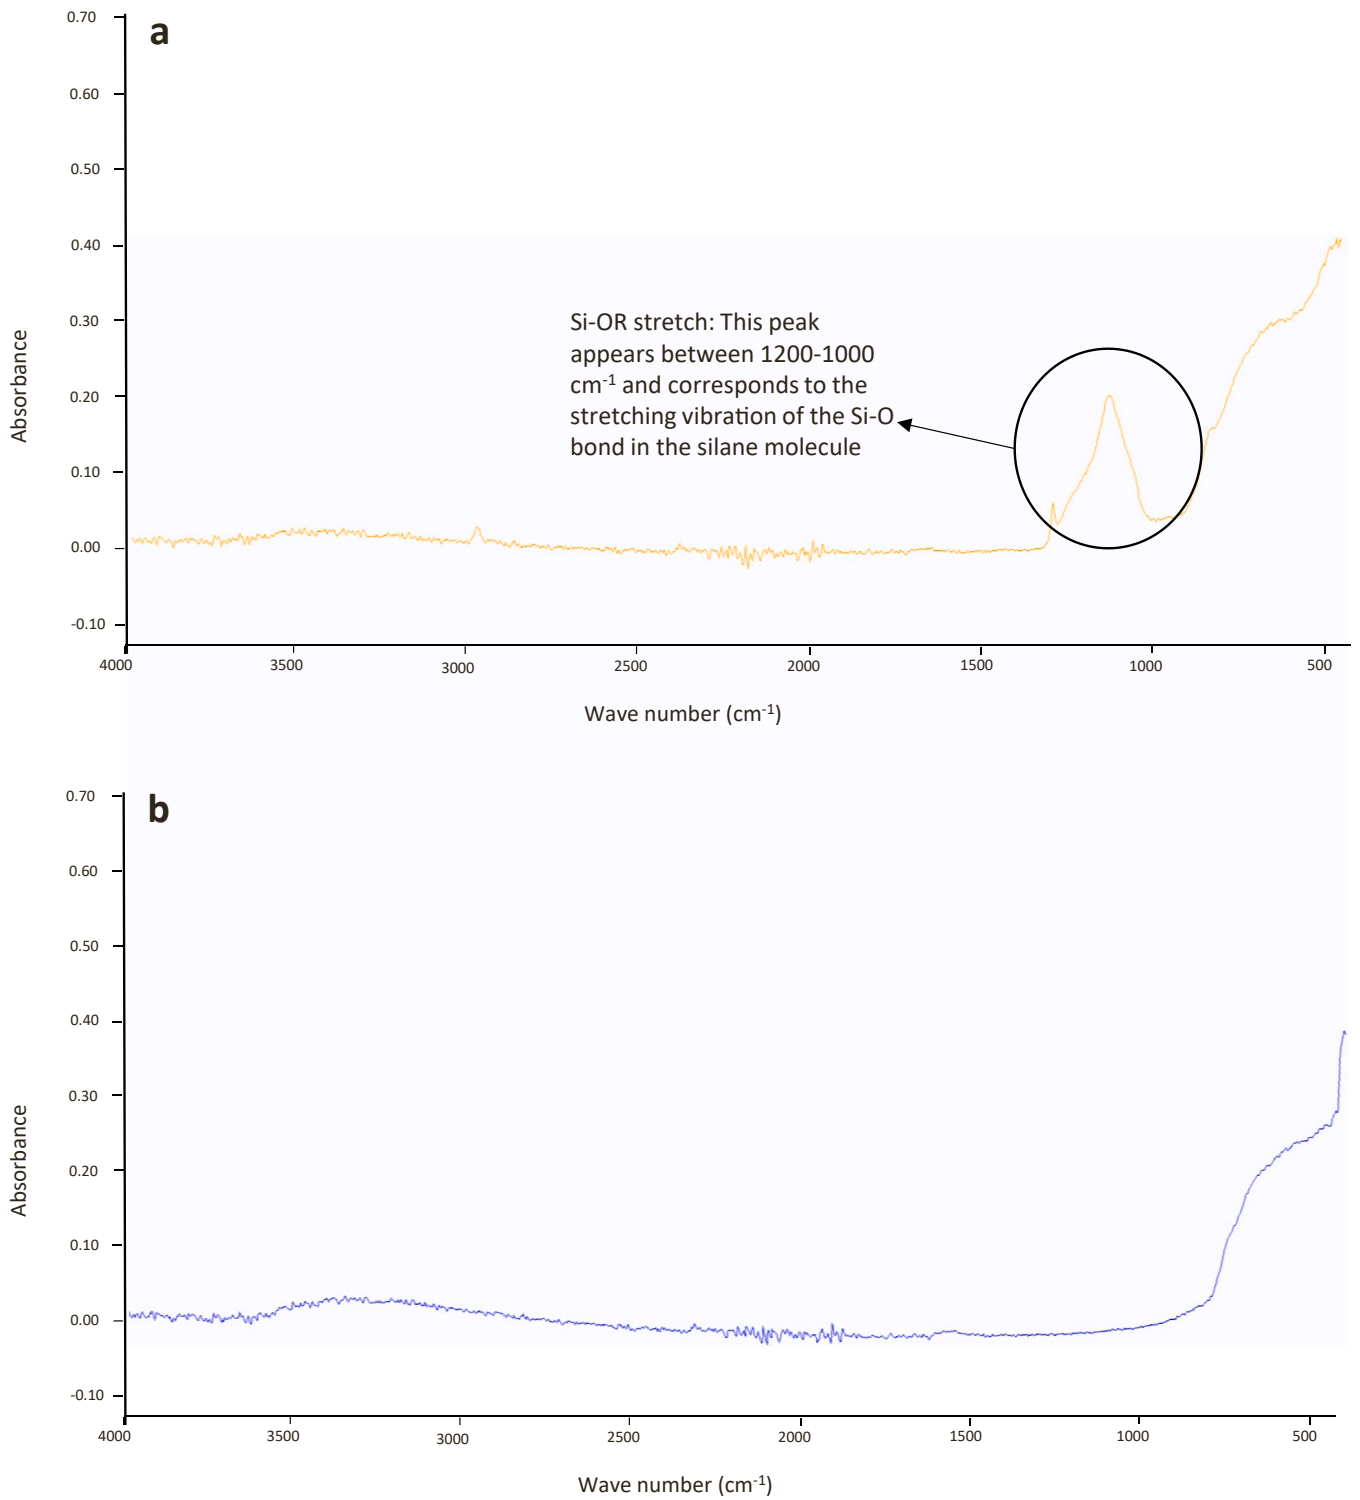 a
0.70
0.60
0.50
0.40
0.30
0.20
0.10
0.00
-0.10
Absorbance
Si-OR stretch: This peak
appears between 1200-1000
cm⁻¹ and corresponds to the
stretching vibration of the Si-O
bond in the silane molecule
4000 3500 3000 2500 2000 1500 1000 500
Wave number (cm⁻¹)
b
0.70
0.60
0.50
0.40
0.30
0.20
0.10
0.00
-0.10
Absorbance
4000 3500 3000 2500 2000 1500 1000 500
Wave number (cm⁻¹)